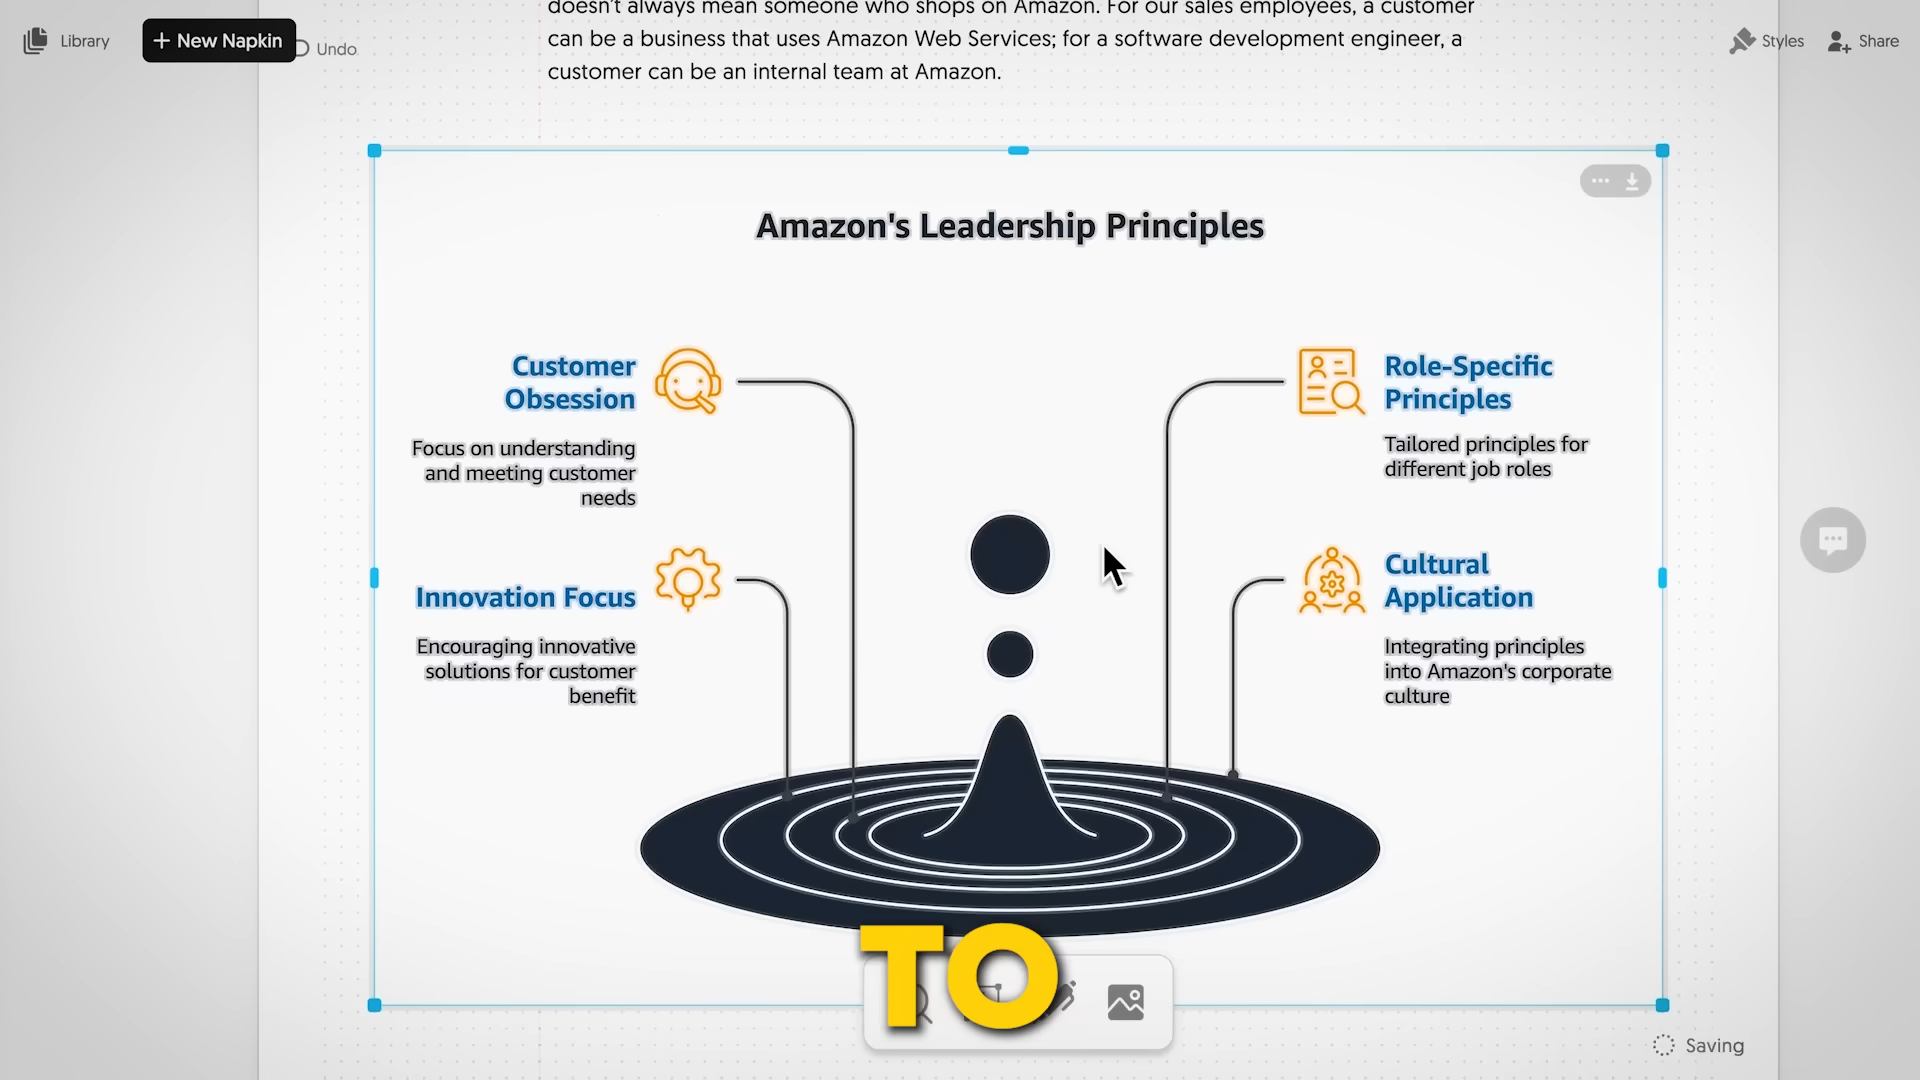 doesn't always mean someone who shops on Amazon. For our sales employees, a customer
can be a business that uses Amazon Web Services; for a software development engineer, a
customer can be an internal team at Amazon.
Library
+ New Napkin
Undo
Styles
Share
Amazon's Leadership Principles
Customer
Obsession
Focus on understanding
and meeting customer
needs
Innovation Focus
Encouraging innovative
solutions for customer
benefit
Role-Specific
Principles
Tailored principles for
different job roles
Cultural
Application
Integrating principles
into Amazon's corporate
culture
TO
Saving